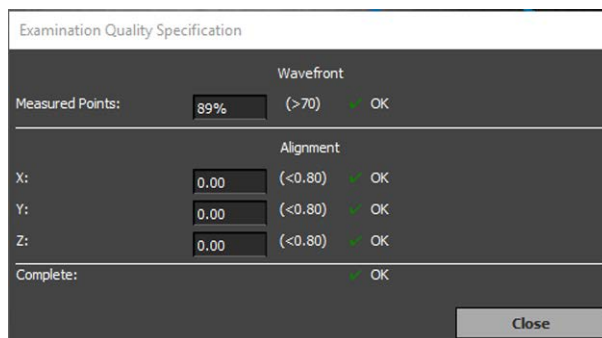 Examination Quality Specification
Wavefront
Measured Points: 89% (>70) ✓ OK
Alignment
X: 0.00 (<0.80) ✓ OK
Y: 0.00 (<0.80) ✓ OK
Z: 0.00 (<0.80) ✓ OK
Complete: ✓ OK
Close